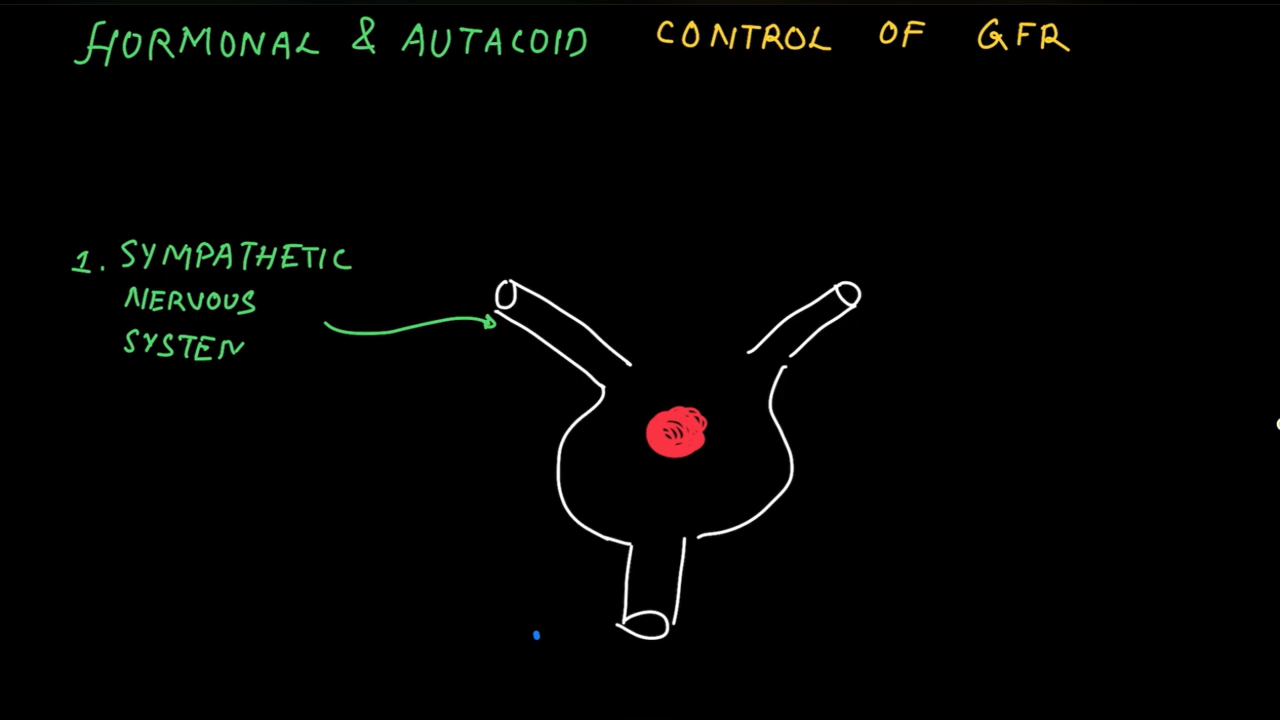 HORMONAL & AUTACOID CONTROL OF GFR
1. SYMPATHETIC
NERVOUS
SYSTEN